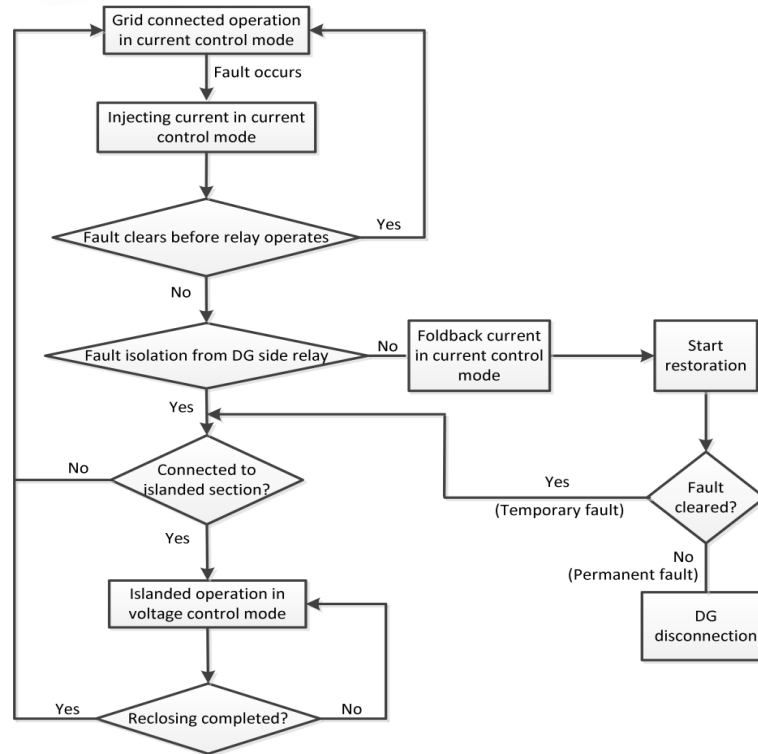 Grid connected operation
in current control mode
Fault occurs
Injecting current in current
control mode
Fault clears before relay operates
Yes
No
Fault isolation from DG side relay
No
Foldback current
in current control
mode
Start
restoration
Yes
Connected to
islanded section?
No
Yes
(Temporary fault)
Fault
cleared?
Yes
No
(Permanent fault)
Islanded operation in
voltage control mode
DG
disconnection
Reclosing completed?
Yes
No